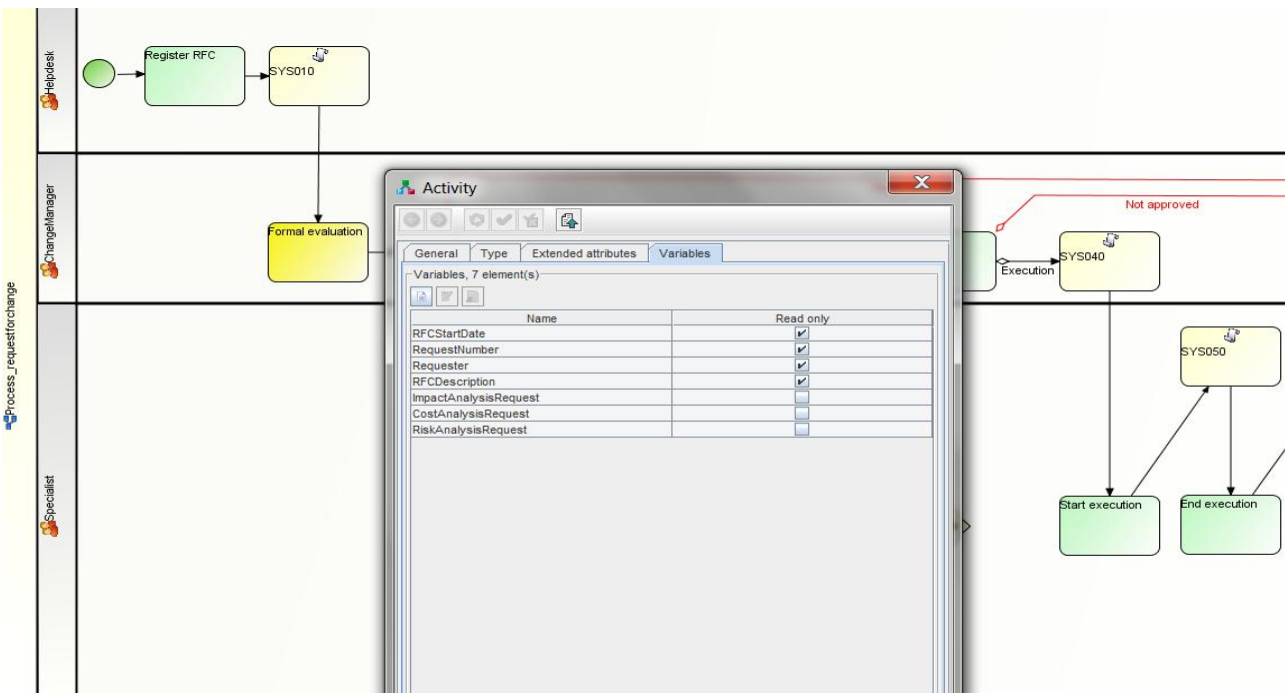 Process_requestforchange
Helpdesk
Register RFC
SYS010
ChangeManager
Formal evaluation
Activity
General Type Extended attributes Variables
Variables, 7 element(s)
Name Read only
RFCStartDate
RequestNumber
Requester
RFCDescription
ImpactAnalysisRequest
CostAnalysisRequest
RiskAnalysisRequest
Not approved
Execution
SYS040
Specialist
SYS050
Start execution
End execution